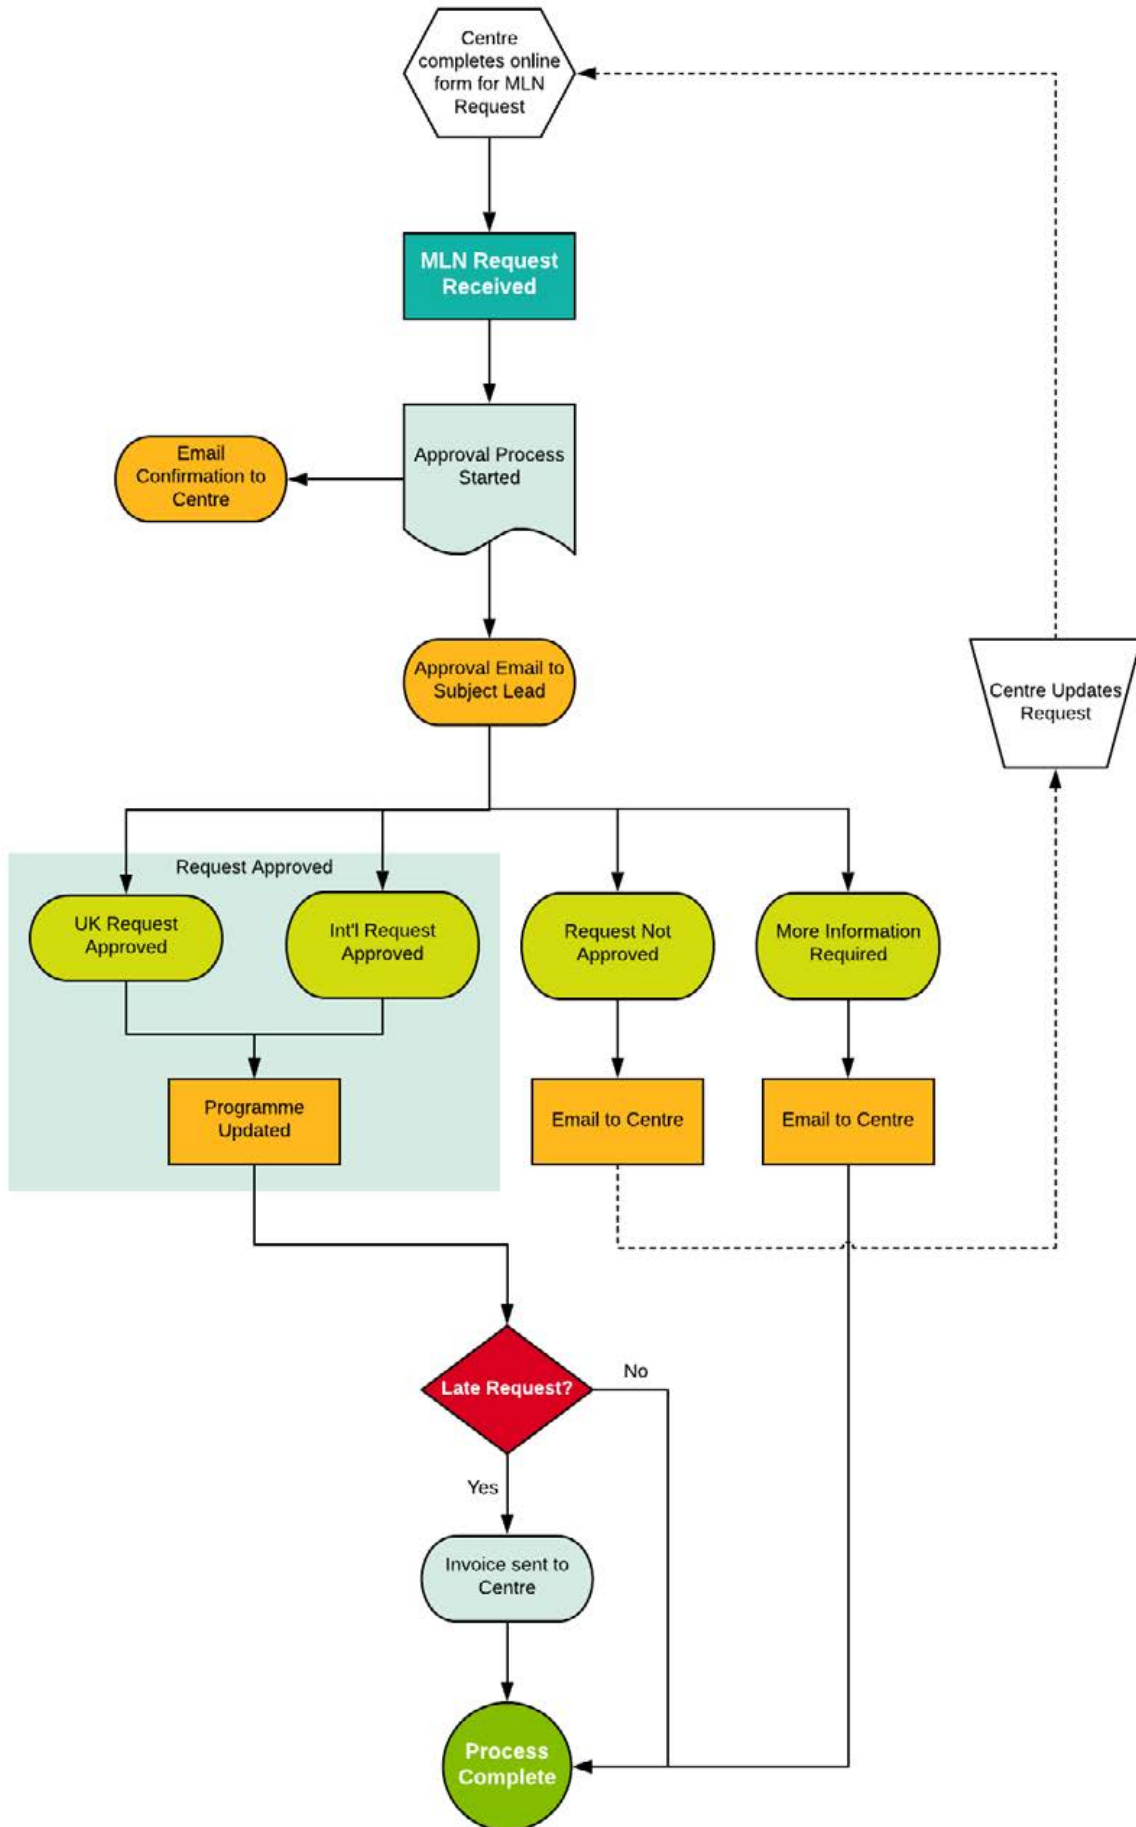 Centre
completes online
form for MLN
Request
MLN Request
Received
Approval Process
Started
Email
Confirmation to
Centre
Approval Email to
Subject Lead
Centre Updates
Request
Request Approved
UK Request
Approved
Int'l Request
Approved
Request Not
Approved
More Information
Required
Programme
Updated
Email to Centre
Email to Centre
Late Request?
No
Yes
Invoice sent to
Centre
Process
Complete